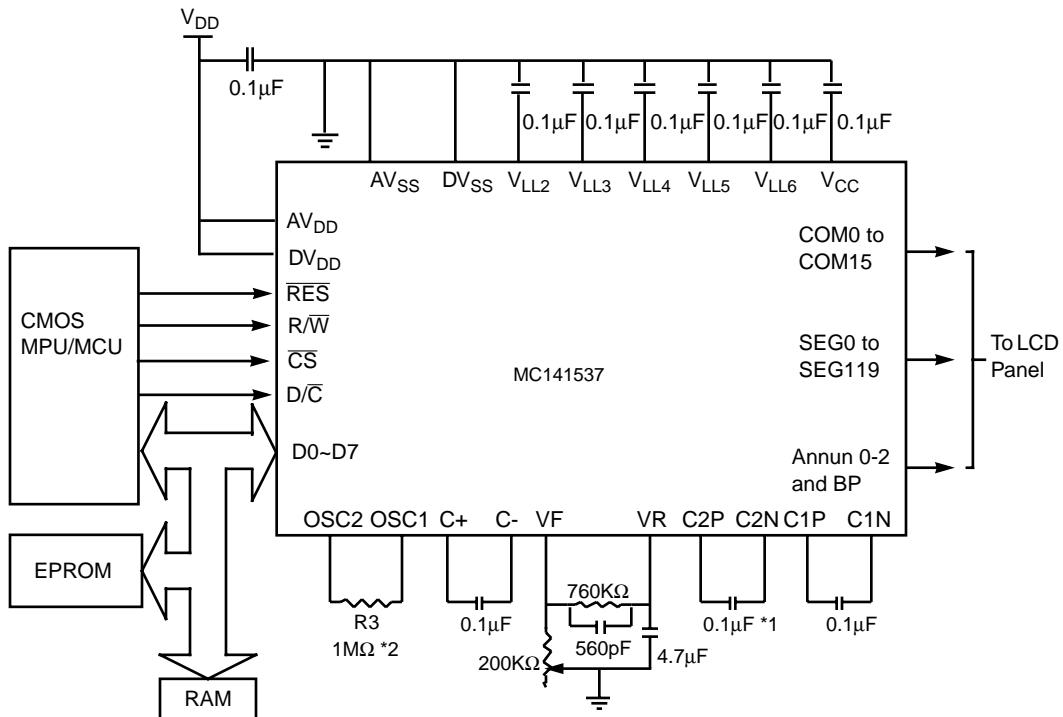 VDD
0.1µF
0.1µF 0.1µF 0.1µF 0.1µF 0.1µF 0.1µF
AVSS DVSS VLL2 VLL3 VLL4 VLL5 VLL6 VCC
AVDD
DVDD
CMOS
MPU/MCU
R̅E̅S̅
R/W̅
C̅S̅
D/C̅
D0~D7
MC141537
COM0 to
COM15
SEG0 to
SEG119
Annun 0-2
and BP
To LCD
Panel
OSC2 OSC1 C+ C- VF VR C2P C2N C1P C1N
EPROM
RAM
R3
1MΩ *2
0.1µF
760KΩ
560pF
200KΩ
4.7µF
0.1µF *1
0.1µF